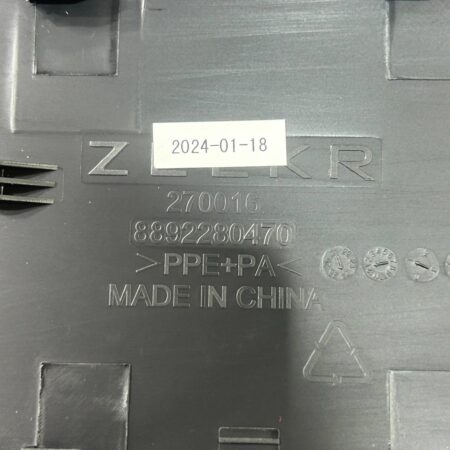 2024-01-18
ZEEKR
270016
8892280470
>PPE+PA<
MADE IN CHINA